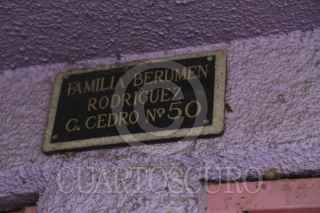 FAMILIA BERUMEN
RODRIGUEZ
C. CEDRO Nº 50
CUARTOSCURO